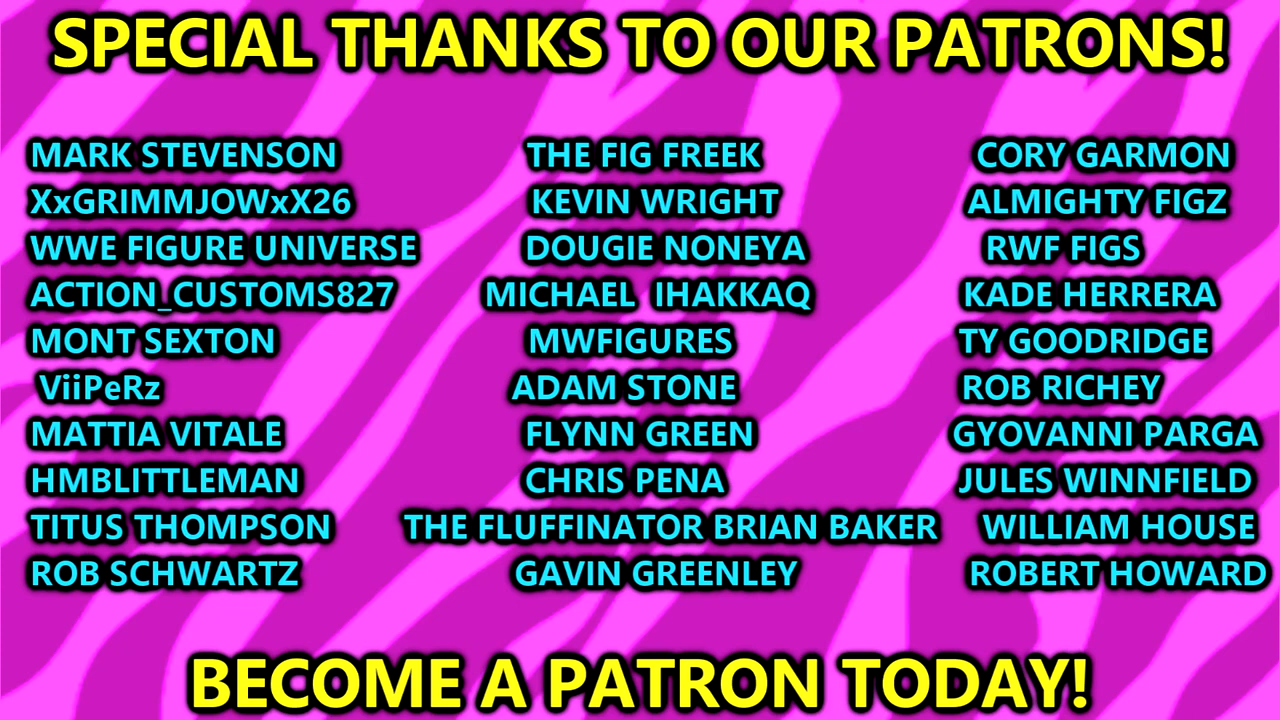 SPECIAL THANKS TO OUR PATRONS!
MARK STEVENSON THE FIG FREEK CORY GARMON
XxGRIMMJOWxX26 KEVIN WRIGHT ALMIGHTY FIGZ
WWE FIGURE UNIVERSE DOUGIE NONEYA RWF FIGS
ACTION_CUSTOMS827 MICHAEL IHAKKAQ KADE HERRERA
MONT SEXTON MWFIGURES TY GOODRIDGE
ViiPeRz ADAM STONE ROB RICHEY
MATTIA VITALE FLYNN GREEN GYOVANNI PARGA
HMBLITTLEMAN CHRIS PENA JULES WINNFIELD
TITUS THOMPSON THE FLUFFINATOR BRIAN BAKER WILLIAM HOUSE
ROB SCHWARTZ GAVIN GREENLEY ROBERT HOWARD
BECOME A PATRON TODAY!